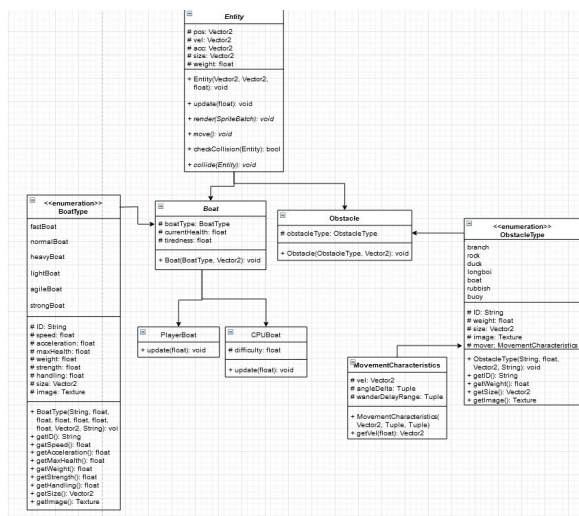 Entity
# pos: Vector2
# vel: Vector2
# acc: Vector2
# size: Vector2
# weight: float
+ Entity(Vector2, Vector2,
float): void
+ update(float): void
+ render(SpriteBatch): void
+ move(): void
+ checkCollision(Entity): bool
+ collide(Entity): void
<<enumeration>>
BoatType
fastBoat
normalBoat
heavyBoat
lightBoat
agileBoat
strongBoat
# ID: String
# speed: float
# acceleration: float
# maxHealth: float
# weight: float
# strength: float
# handling: float
# size: Vector2
# image: Texture
+ BoatType(String, float,
float, float, float, float,
float, Vector2, String): voi
+ getID(): String
+ getSpeed(): float
+ getAcceleration(): float
+ getMaxHealth(): float
+ getWeight(): float
+ getStrength(): float
+ getHandling(): float
+ getSize(): Vector2
+ getImage(): Texture
Boat
# boatType: BoatType
# currentHealth: float
# tiredness: float
+ Boat(BoatType, Vector2): void
Obstacle
# obstacleType: ObstacleType
+ Obstacle(ObstacleType, Vector2): void
<<enumeration>>
ObstacleType
branch
rock
duck
longboi
boat
rubbish
buoy
# ID: String
# weight: float
# size: Vector2
# image: Texture
# mover: MovementCharacteristics
+ ObstacleType(String, float,
Vector2, String): void
+ getID(): String
+ getWeight(): float
+ getSize(): Vector2
+ getImage(): Texture
PlayerBoat
+ update(float): void
CPUBoat
# difficulty: float
+ update(float): void
MovementCharacteristics
# vel: Vector2
# angleDelta: Tuple
# wanderDelayRange: Tuple
+ MovementCharacteristics(
Vector2, Tuple, Tuple)
+ getVel(float): Vector2